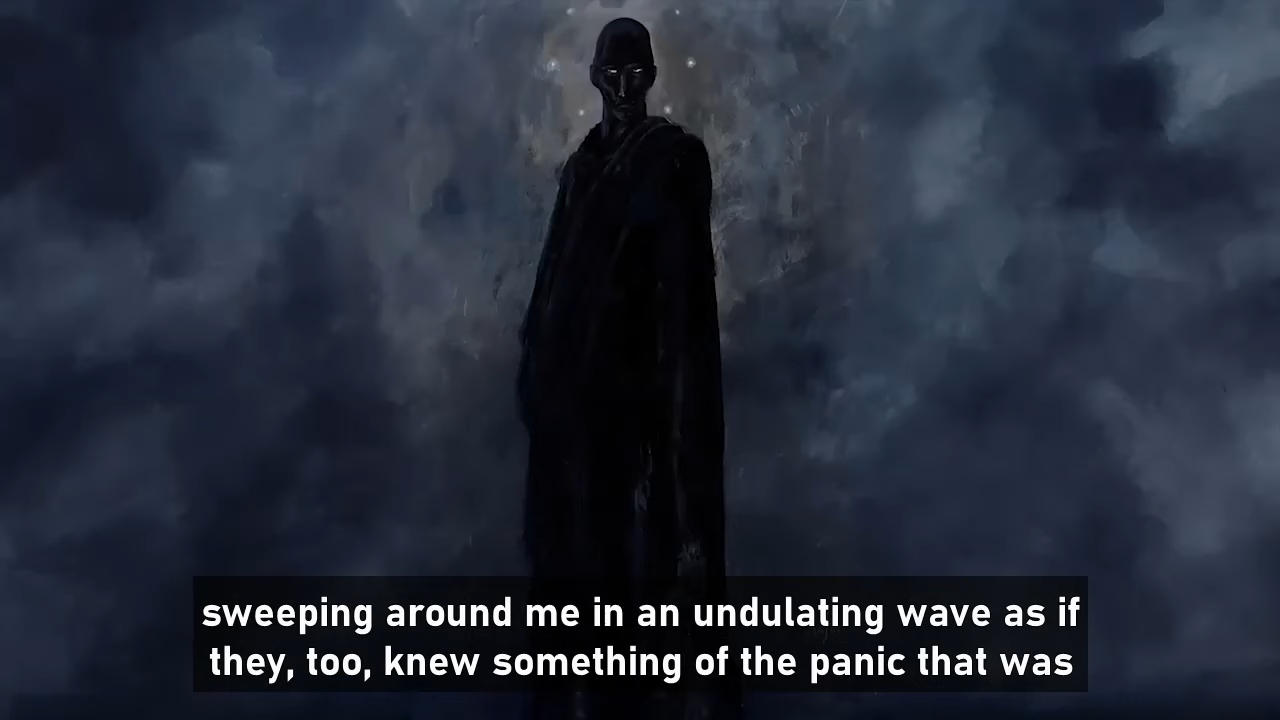 sweeping around me in an undulating wave as if
they, too, knew something of the panic that was